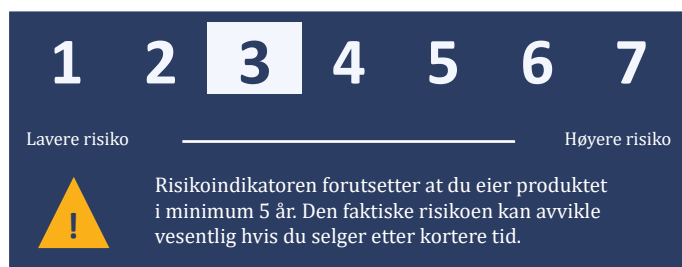 1 2 3 4 5 6 7
Lavere risiko Høyere risiko
Risikoindikatoren forutsetter at du eier produktet
i minimum 5 år. Den faktiske risikoen kan avvikle
vesentlig hvis du selger etter kortere tid.
!